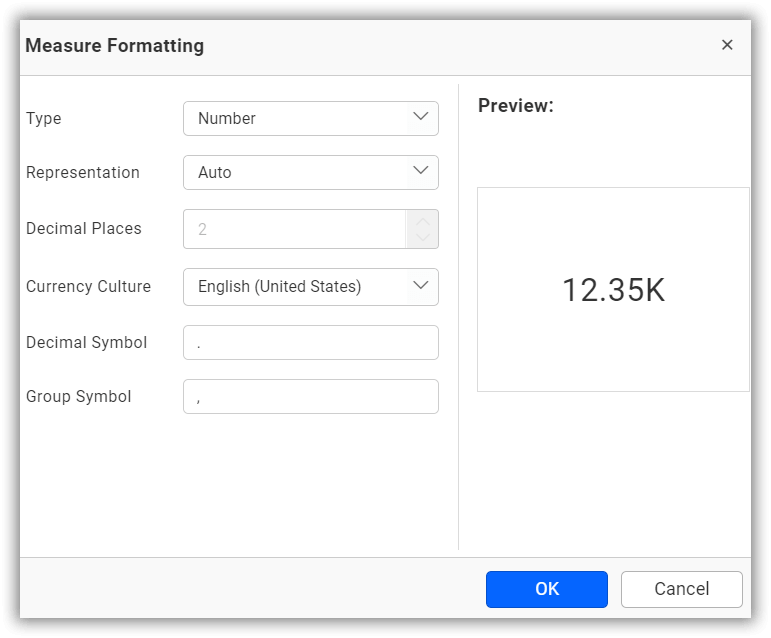 Measure Formatting
Type Number
Representation Auto
Decimal Places 2
Currency Culture English (United States)
Decimal Symbol .
Group Symbol ,
Preview:
12.35K
OK Cancel